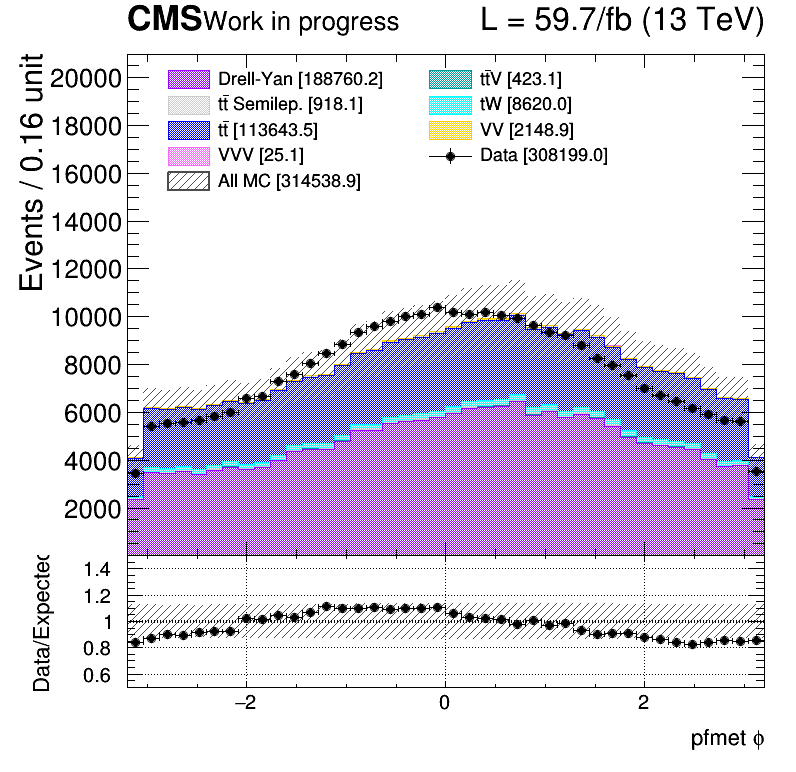 CMS Work in progress L = 59.7/fb (13 TeV)
Events / 0.16 unit
20000
18000
16000
14000
12000
10000
8000
6000
4000
2000
Drell-Yan [188760.2]
tt̄ Semilep. [918.1]
tt̄ [113643.5]
VVV [25.1]
All MC [314538.9]
tt̄V [423.1]
tW [8620.0]
VV [2148.9]
Data [308199.0]
Data/Expected
1.4
1.2
1
0.8
0.6
−2 0 2
pfmet ϕ